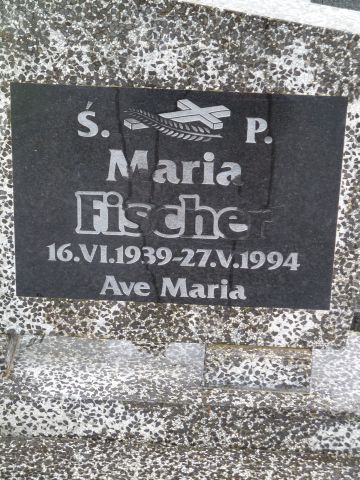 Ś. P.
Maria
Fischer
16.VI.1939-27.V.1994
Ave Maria